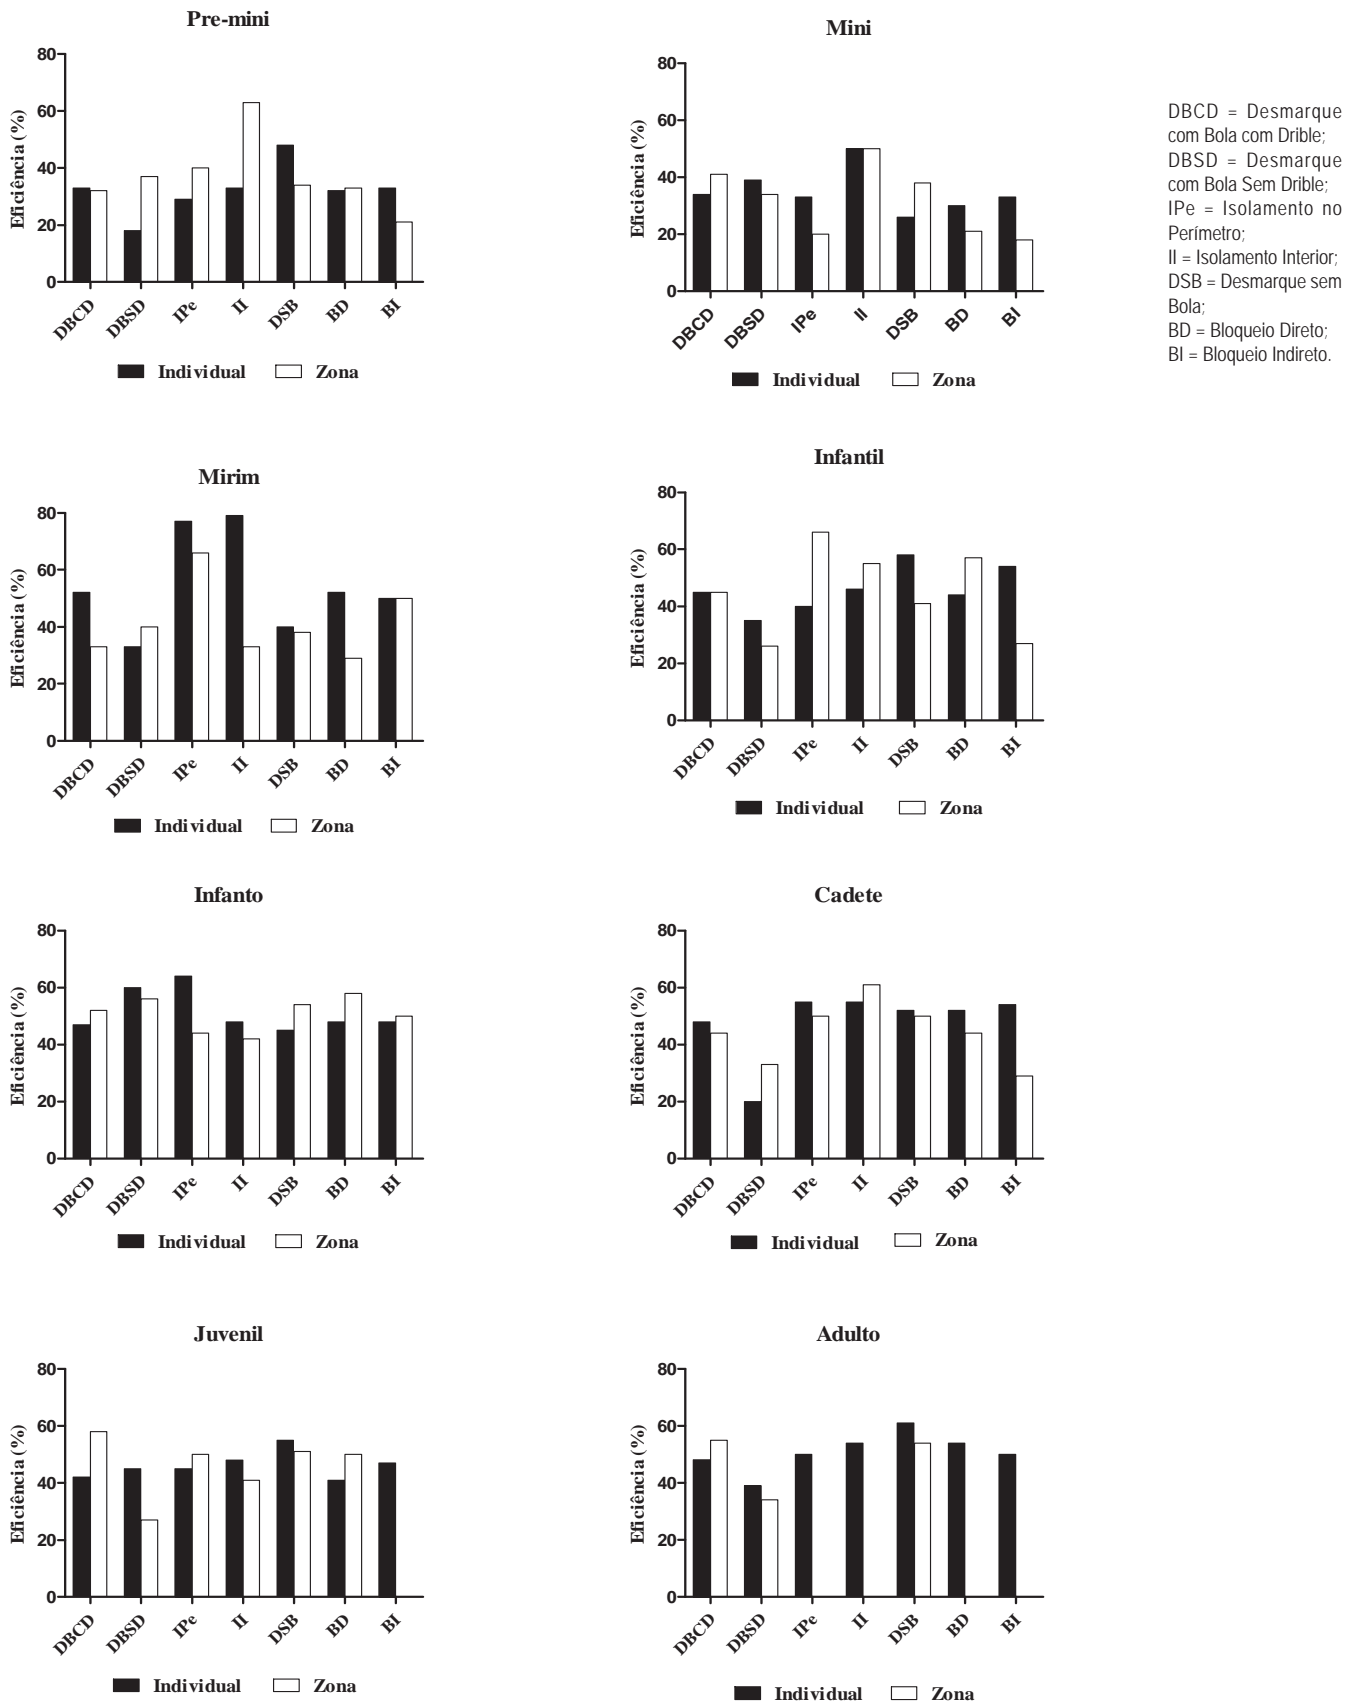 Pre-mini
Eficiência (%)
80
60
40
20
0
DBCD DBSD IPe II DSB BD BI
Individual Zona
Mini
Eficiência (%)
80
60
40
20
0
DBCD DBSD IPe II DSB BD BI
Individual Zona
DBCD = Desmarque
com Bola com Drible;
DBSD = Desmarque
com Bola Sem Drible;
IPe = Isolamento no
Perímetro;
II = Isolamento Interior;
DSB = Desmarque sem
Bola;
BD = Bloqueio Direto;
BI = Bloqueio Indireto.
Mirim
Eficiência (%)
80
60
40
20
0
DBCD DBSD IPe II DSB BD BI
Individual Zona
Infantil
Eficiência (%)
80
60
40
20
0
DBCD DBSD IPe II DSB BD BI
Individual Zona
Infanto
Eficiência (%)
80
60
40
20
0
DBCD DBSD IPe II DSB BD BI
Individual Zona
Cadete
Eficiência (%)
80
60
40
20
0
DBCD DBSD IPe II DSB BD BI
Individual Zona
Juvenil
Eficiência (%)
80
60
40
20
0
DBCD DBSD IPe II DSB BD BI
Individual Zona
Adulto
Eficiência (%)
80
60
40
20
0
DBCD DBSD IPe II DSB BD BI
Individual Zona